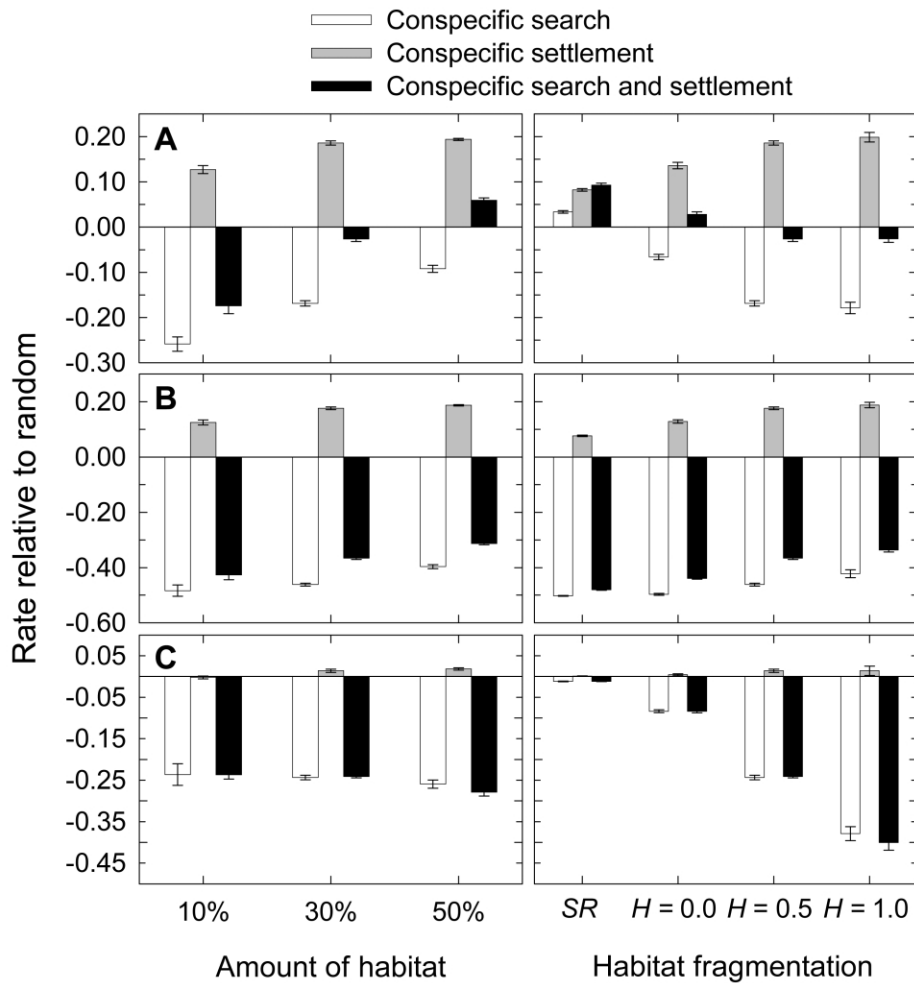 Conspecific search
Conspecific settlement
Conspecific search and settlement
Rate relative to random
A
0.20
0.10
0.00
-0.10
-0.20
-0.30
B
0.20
0.00
-0.20
-0.40
-0.60
C
0.05
-0.05
-0.15
-0.25
-0.35
-0.45
10% 30% 50%
SR H = 0.0 H = 0.5 H = 1.0
Amount of habitat
Habitat fragmentation